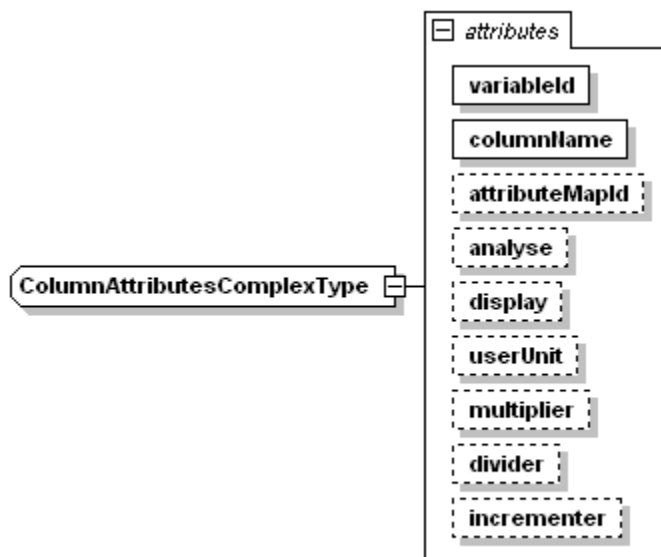 attributes
variableId
columnName
attributeMapId
analyse
ColumnAttributesComplexType
display
userUnit
multiplier
divider
incrementer